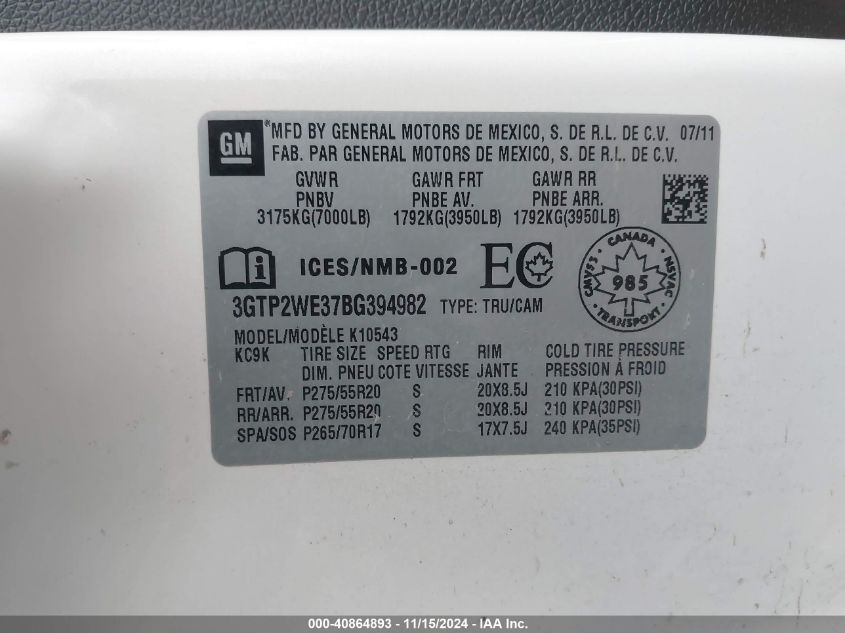 GM *MFD BY GENERAL MOTORS DE MEXICO, S. DE R.L. DE C.V. 07/11
FAB. PAR GENERAL MOTORS DE MEXICO, S. DE R.L. DE C.V.
GVWR GAWR FRT GAWR RR
PNBV PNBE AV. PNBE ARR.
3175KG(7000LB) 1792KG(3950LB) 1792KG(3950LB)
i ICES/NMB-002 EC
CANADA
CMVSS 985 NSVAC
TRANSPORT
3GTP2WE37BG394982 TYPE: TRU/CAM
MODEL/MODÈLE K10543
KC9K TIRE SIZE SPEED RTG RIM COLD TIRE PRESSURE
DIM. PNEU COTE VITESSE JANTE PRESSION À FROID
FRT/AV. P275/55R20 S 20X8.5J 210 KPA(30PSI)
RR/ARR. P275/55R20 S 20X8.5J 210 KPA(30PSI)
SPA/SOS P265/70R17 S 17X7.5J 240 KPA(35PSI)
000-40864893 - 11/15/2024 - IAA Inc.